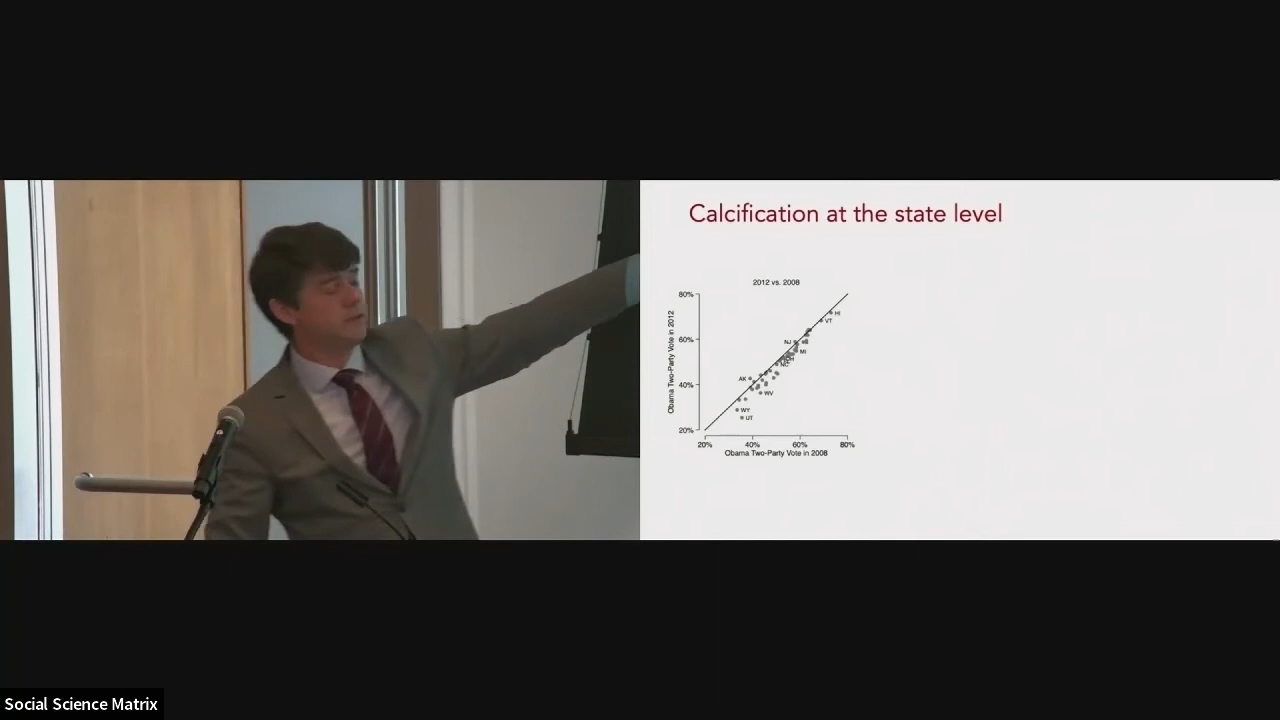 Calcification at the state level
2012 vs. 2008
80%
60%
40%
20%
Obama Two-Party Vote in 2012
HI
VT
NJ
MI
NC
AK
WV
WY
UT
20% 40% 60% 80%
Obama Two-Party Vote in 2008
Social Science Matrix